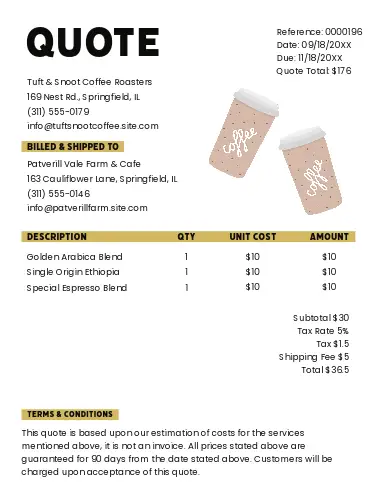 QUOTE
Reference: 0000196
Date: 09/18/20XX
Due: 11/18/20XX
Quote Total: $176
Tuft & Snoot Coffee Roasters
169 Nest Rd., Springfield, IL
(311) 555-0179
info@tuftsnootcoffee.site.com
BILLED & SHIPPED TO
Patverill Vale Farm & Cafe
163 Cauliflower Lane, Springfield, IL
(311) 555-0146
info@patverillfarm.site.com
coffee
coffee
DESCRIPTION QTY UNIT COST AMOUNT
Golden Arabica Blend 1 $10 $10
Single Origin Ethiopia 1 $10 $10
Special Espresso Blend 1 $10 $10
Subtotal $30
Tax Rate 5%
Tax $1.5
Shipping Fee $5
Total $36.5
TERMS & CONDITIONS
This quote is based upon our estimation of costs for the services
mentioned above, it is not an invoice. All prices stated above are
guaranteed for 90 days from the date stated above. Customers will be
charged upon acceptance of this quote.